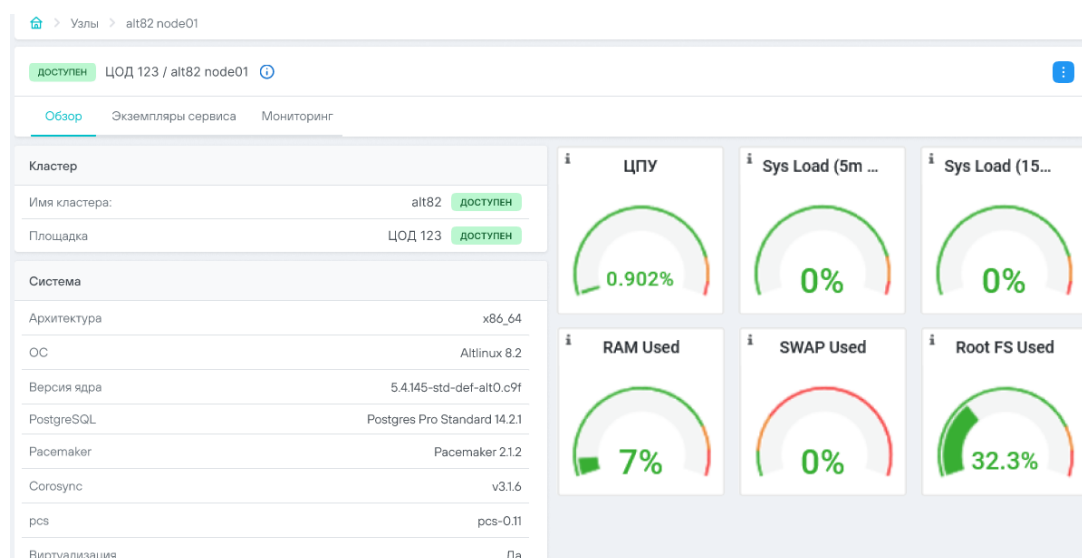 Узлы > alt82 node01
ДОСТУПЕН ЦОД 123 / alt82 node01
Обзор Экземпляры сервиса Мониторинг
Кластер
Имя кластера: alt82 ДОСТУПЕН
Площадка ЦОД 123 ДОСТУПЕН
Система
Архитектура x86_64
ОС Altlinux 8.2
Версия ядра 5.4.145-std-def-alt0.c9f
PostgreSQL Postgres Pro Standard 14.2.1
Pacemaker Pacemaker 2.1.2
Corosync v3.1.6
pcs pcs-0.11
Виртуализация Да
ЦПУ
0.902%
Sys Load (5m ...
0%
Sys Load (15...
0%
RAM Used
7%
SWAP Used
0%
Root FS Used
32.3%